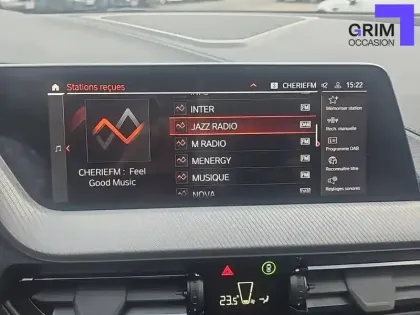 GRIM
OCCASION
Stations reçues
CHERIEFM
15:22
INTER FM
JAZZ RADIO DAB
M RADIO FM
MENERGY FM
MUSIQUE FM
NOVA
CHERIEFM : Feel
Good Music
Mémoriser station
Rech. manuelle
Programme DAB
Reconnaître titre
Réglages sonores
23.5